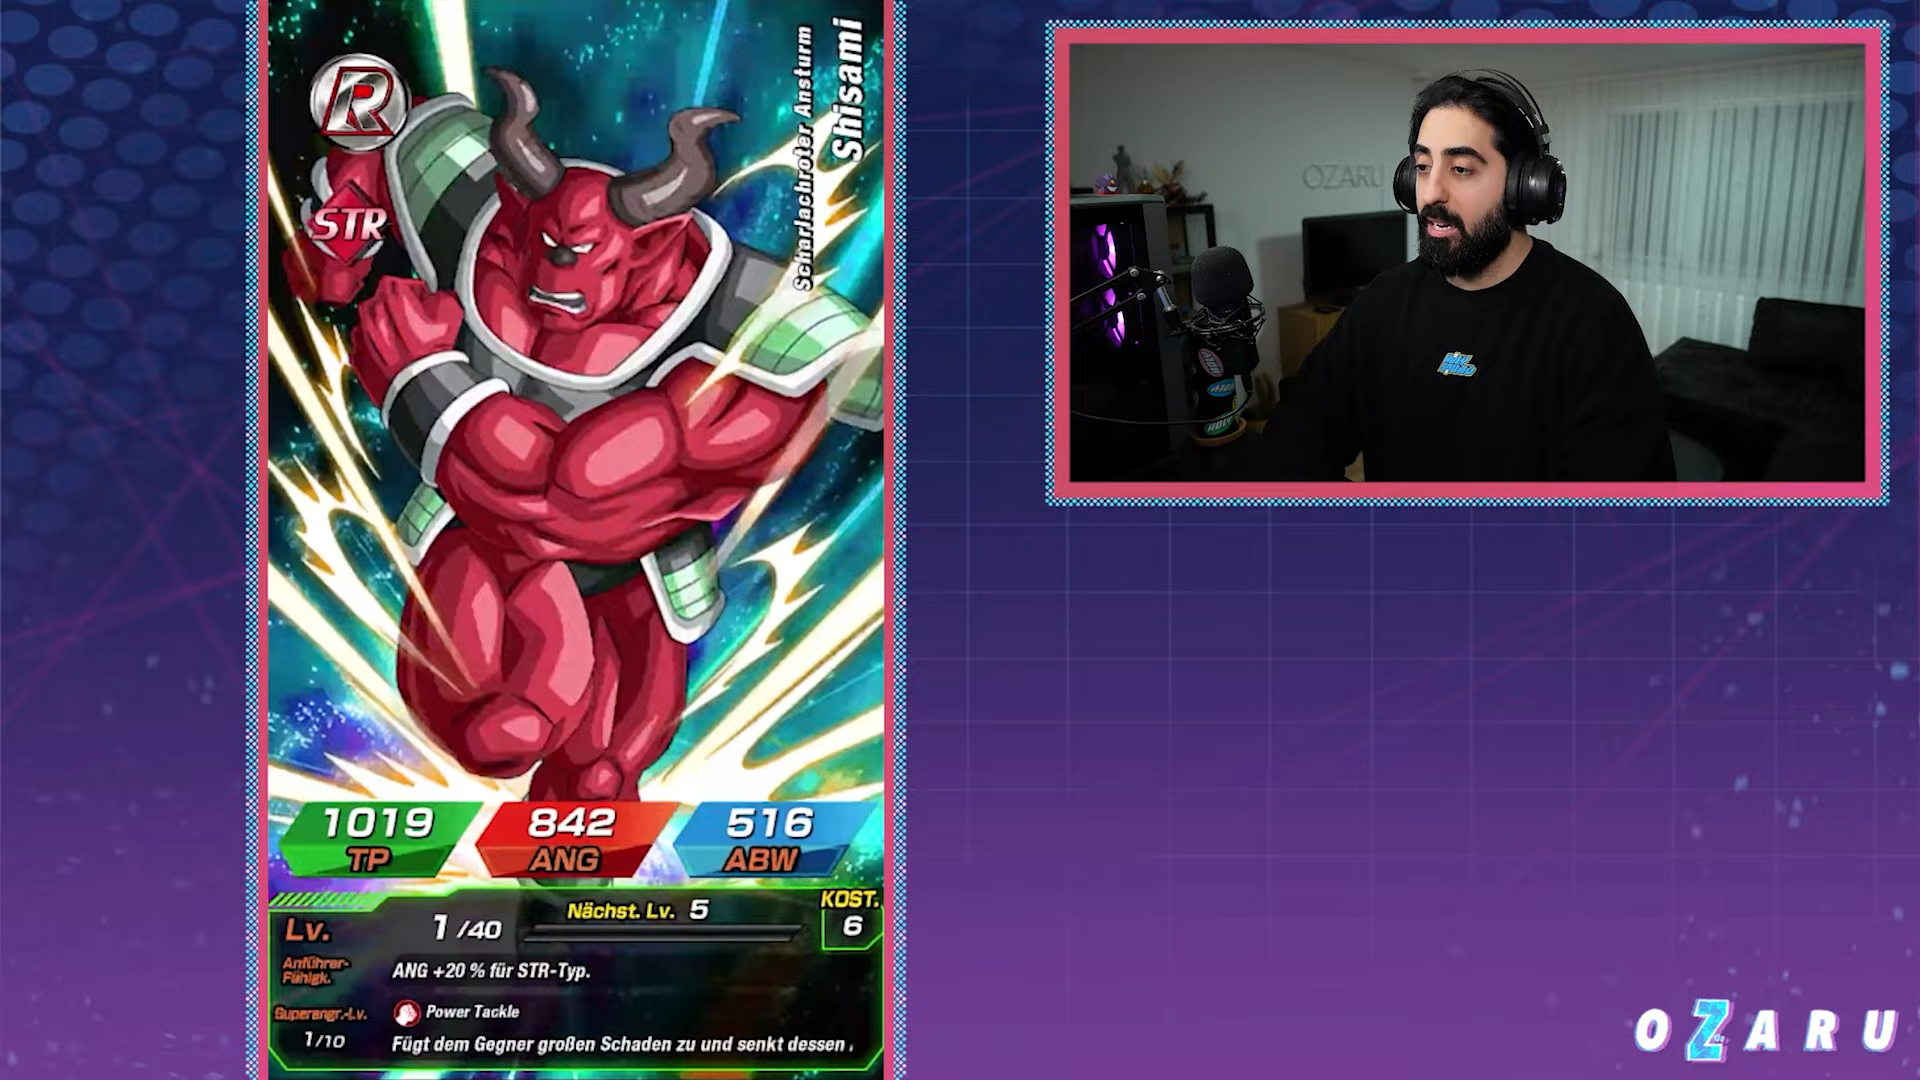 R
STR
Scharlachroter Ansturm
Shisami
OZARU
1019
TP
842
ANG
516
ABW
Lv.
1/40
Nächst. Lv. 5
KOST.
6
Anführer-
Fähigk.
ANG +20 % für STR-Typ.
Superangr.-Lv.
1/10
Power Tackle
Fügt dem Gegner großen Schaden zu und senkt dessen
OZARU